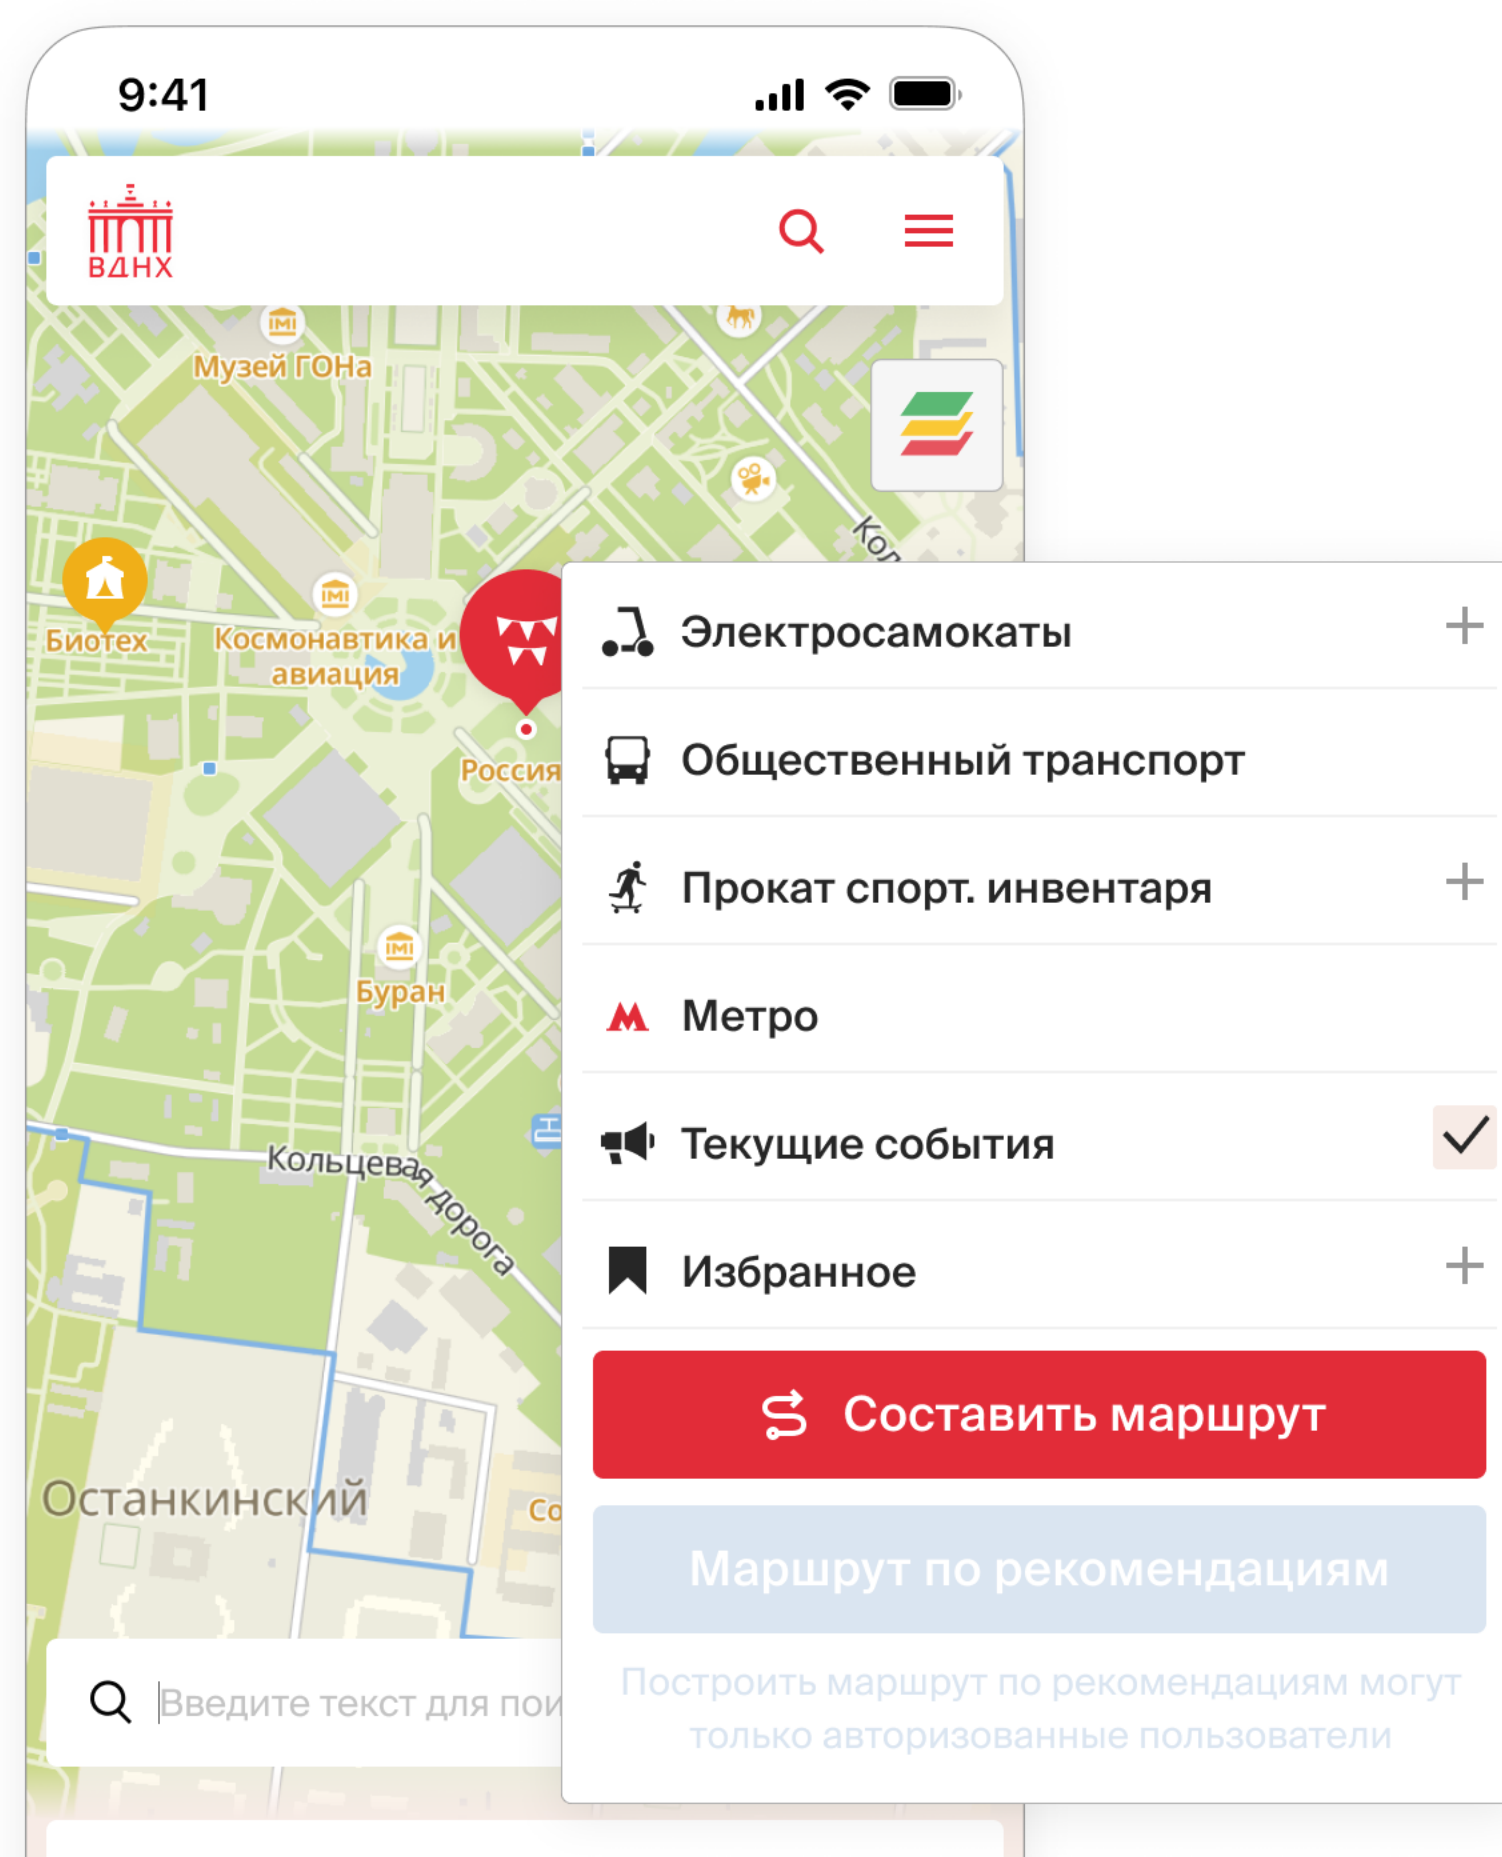 9:41
ВДНХ
Музей ГОНа
Кол
Биотех
Космонавтика и
авиация
Россия
Буран
Кольцевая дорога
Останкинский
Со
Введите текст для пои
Электросамокаты
Общественный транспорт
Прокат спорт. инвентаря
Метро
Текущие события
Избранное
Составить маршрут
Маршрут по рекомендациям
Построить маршрут по рекомендациям могут
только авторизованные пользователи